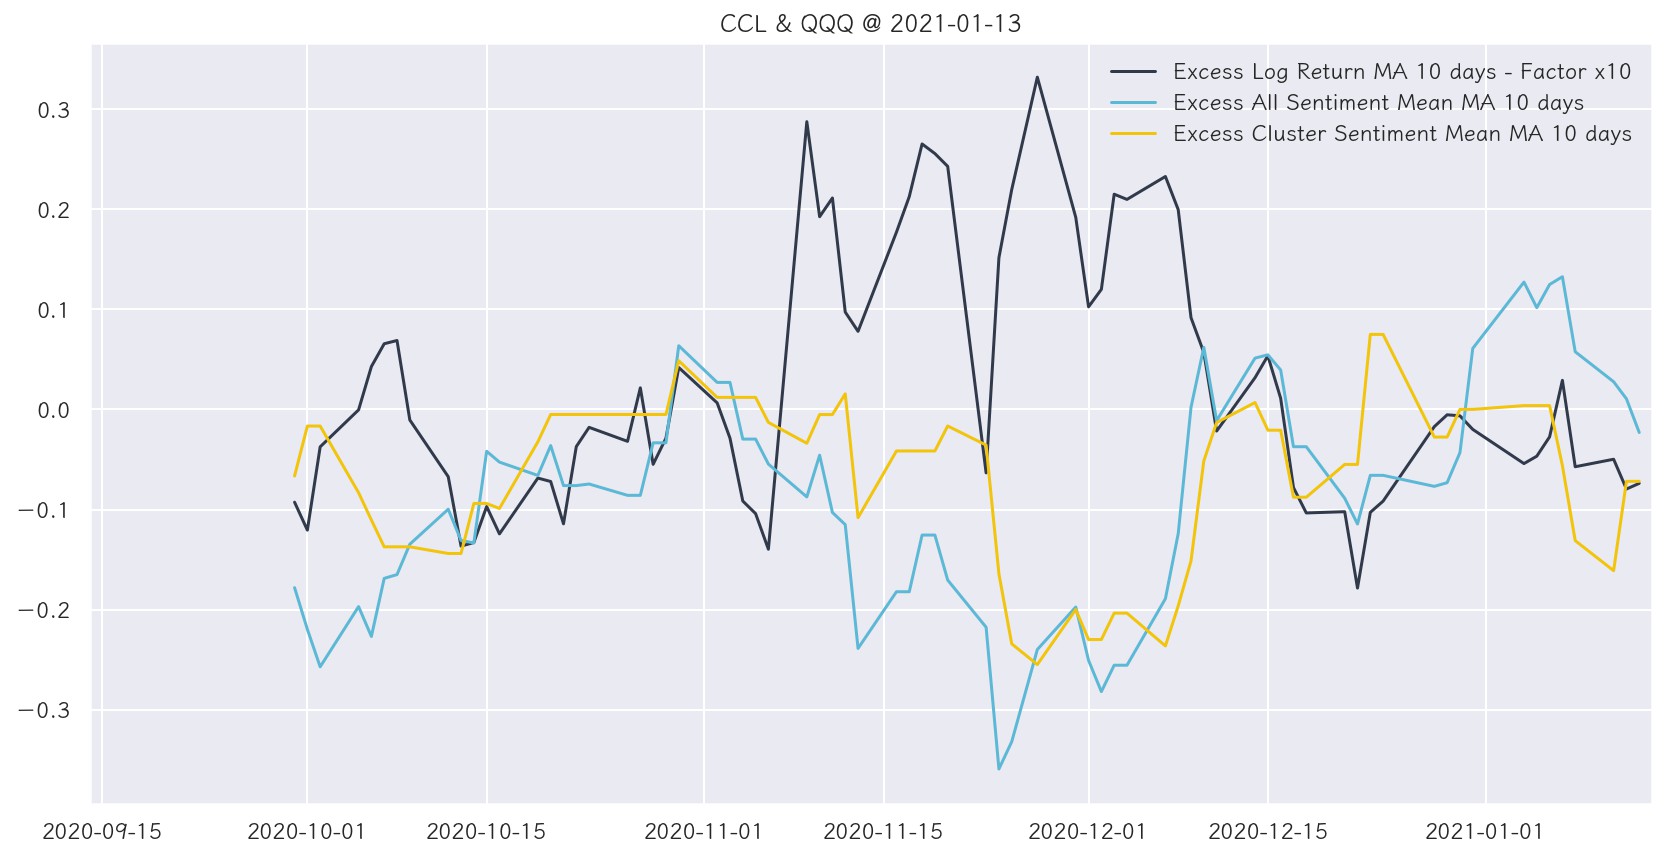 CCL & QQQ @ 2021-01-13
Excess Log Return MA 10 days - Factor x10
Excess All Sentiment Mean MA 10 days
Excess Cluster Sentiment Mean MA 10 days
0.3
0.2
0.1
0.0
−0.1
−0.2
−0.3
2020-09-15 2020-10-01 2020-10-15 2020-11-01 2020-11-15 2020-12-01 2020-12-15 2021-01-01